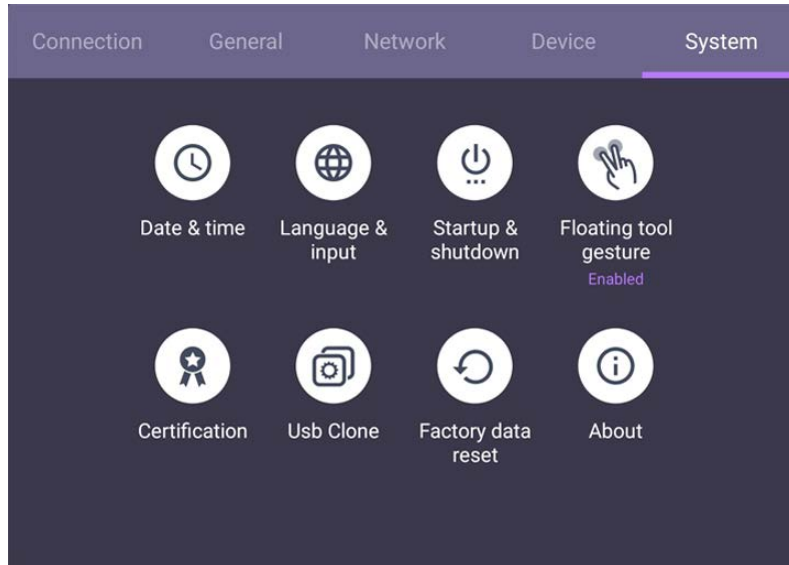 Connection General Network Device System
Date & time
Language &
input
Startup &
shutdown
Floating tool
gesture
Enabled
Certification
Usb Clone
Factory data
reset
About